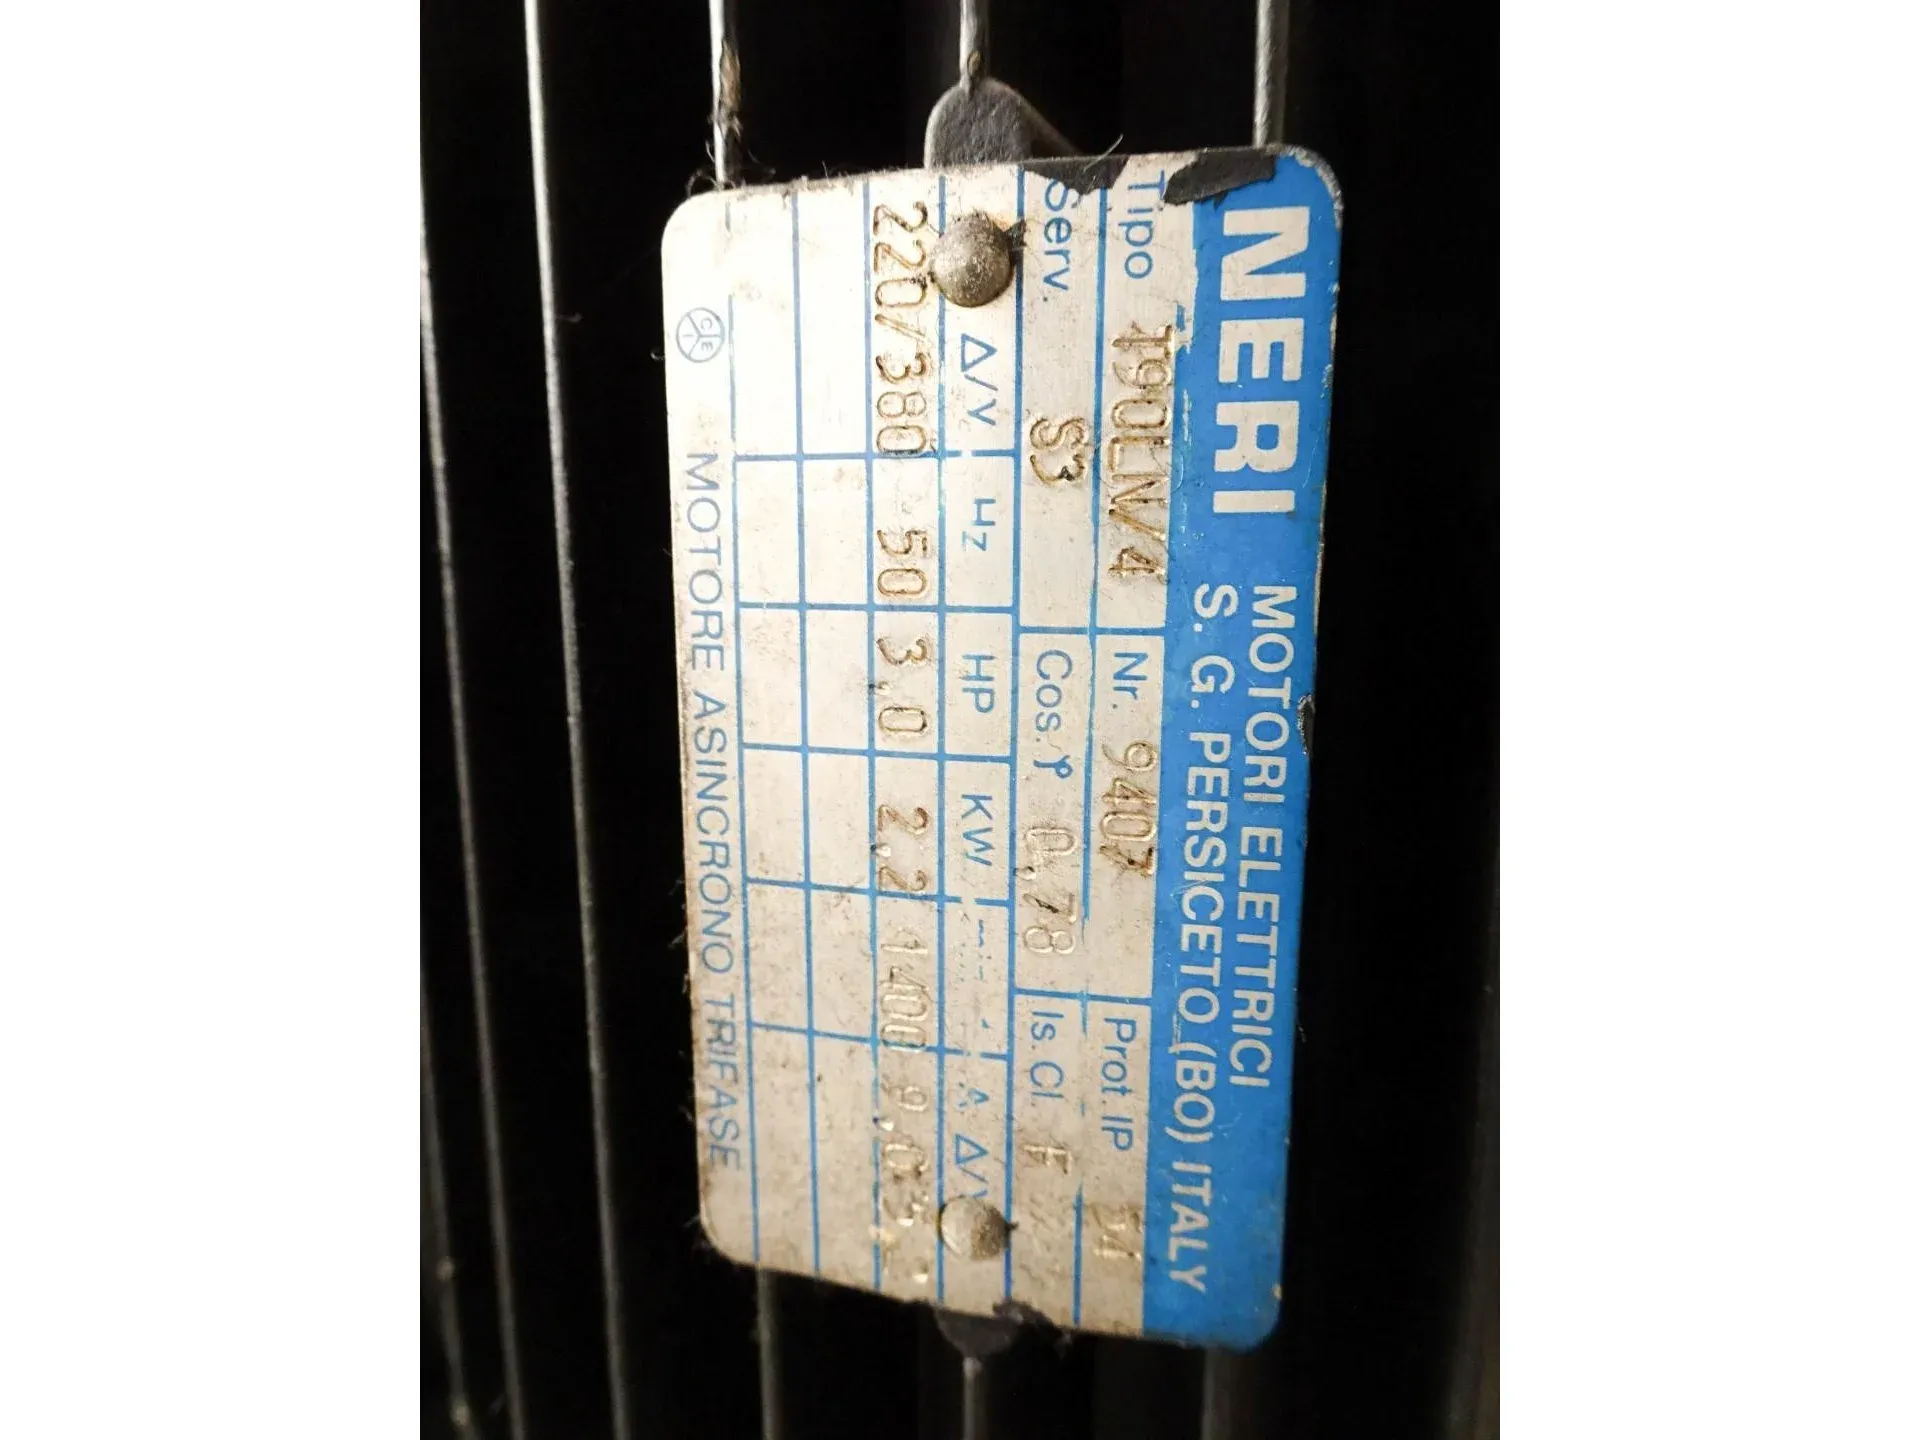 NERI MOTORI ELETTRICI
S. G. PERSICETO (BO) ITALY
Tipo T90LN/4 Nr. 9407 Prot. IP 54
Serv. S3 Cos.φ 0,78 Is. Cl. F
Δ/Y Hz HP KW A Δ/Y
220/380 50 3,0 2,2 1400
CEI MOTORE ASINCRONO TRIFASE